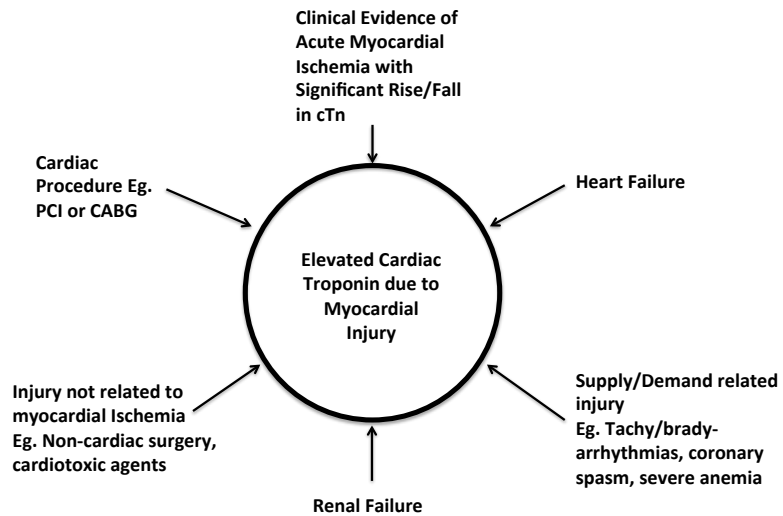 Clinical Evidence of
Acute Myocardial
Ischemia with
Significant Rise/Fall
in cTn
Cardiac
Procedure Eg.
PCI or CABG
Heart Failure
Elevated Cardiac
Troponin due to
Myocardial
Injury
Injury not related to
myocardial Ischemia
Eg. Non-cardiac surgery,
cardiotoxic agents
Supply/Demand related
injury
Eg. Tachy/brady-
arrhythmias, coronary
spasm, severe anemia
Renal Failure